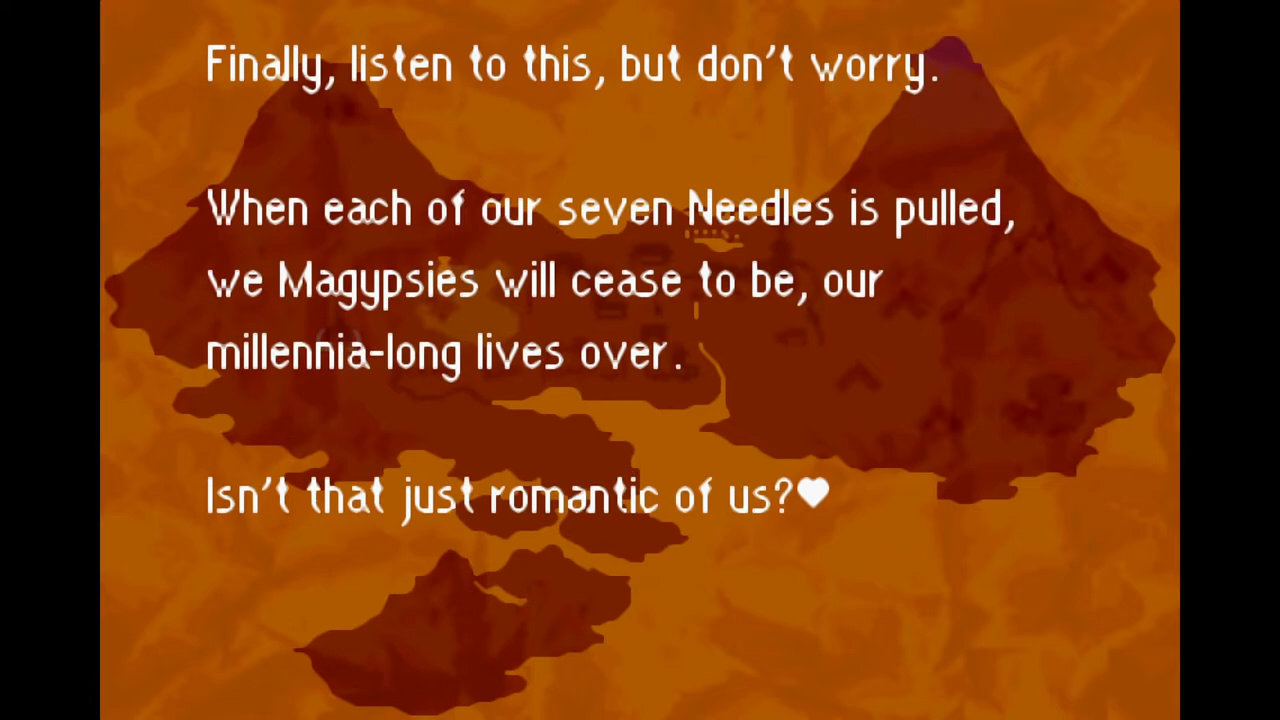 Finally, listen to this, but don't worry.
When each of our seven Needles is pulled,
we Magypsies will cease to be, our
millennia-long lives over.
Isn't that just romantic of us?♥